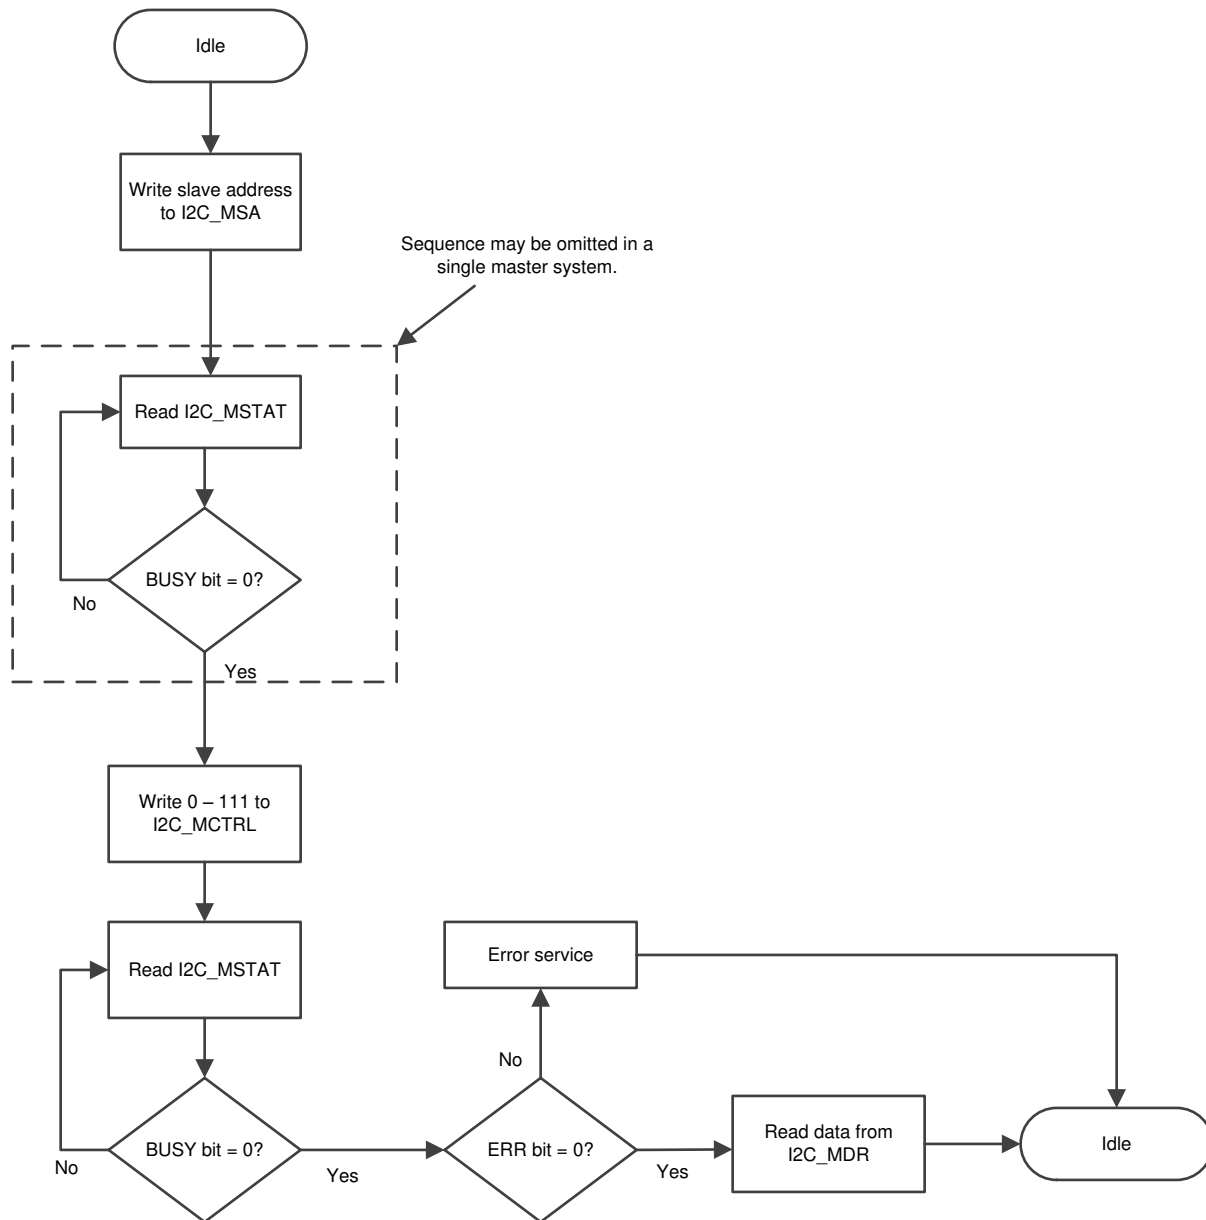 Idle
Write slave address
to I2C_MSA
Sequence may be omitted in a
single master system.
Read I2C_MSTAT
BUSY bit = 0?
No
Yes
Write 0 – 111 to
I2C_MCTRL
Read I2C_MSTAT
Error service
No
BUSY bit = 0?
No
Yes
ERR bit = 0?
Yes
Read data from
I2C_MDR
Idle